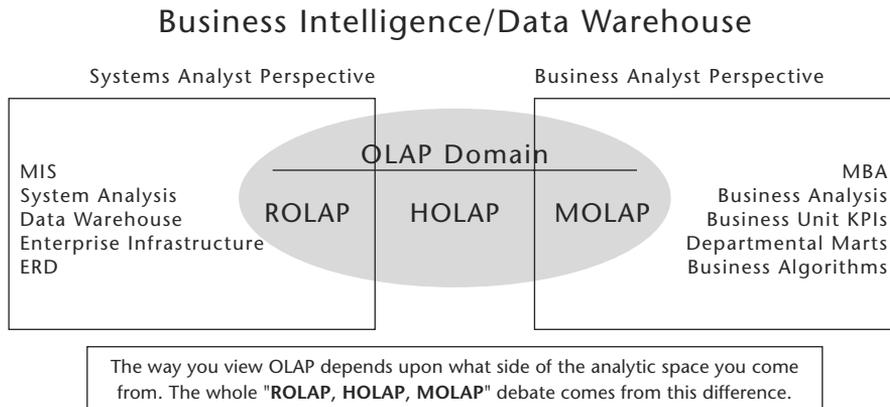 Business Intelligence/Data Warehouse
Systems Analyst Perspective
Business Analyst Perspective
OLAP Domain
MIS
System Analysis
Data Warehouse
Enterprise Infrastructure
ERD
ROLAP
HOLAP
MOLAP
MBA
Business Analysis
Business Unit KPIs
Departmental Marts
Business Algorithms
The way you view OLAP depends upon what side of the analytic space you come
from. The whole "ROLAP, HOLAP, MOLAP" debate comes from this difference.